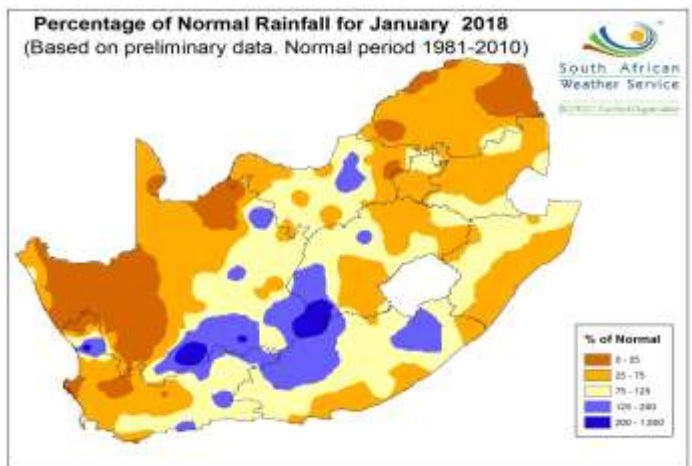 Percentage of Normal Rainfall for January 2018
(Based on preliminary data. Normal period 1981-2010)
South African
Weather Service
% of Normal
0 - 25
25 - 75
75 - 125
125 - 200
200 - 1,000